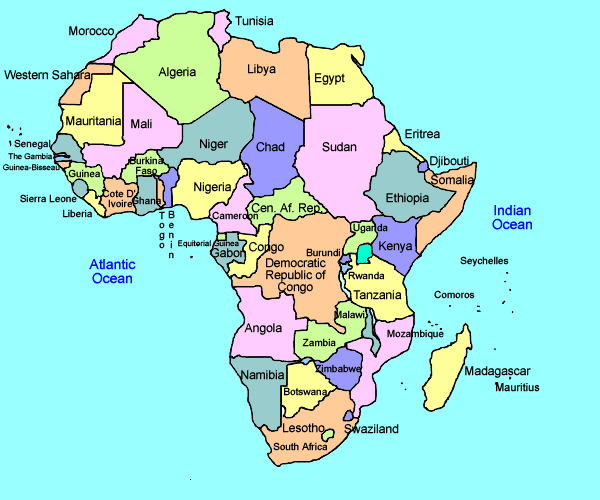 Tunisia
Morocco
Algeria
Libya
Egypt
Western Sahara
Mauritania
Mali
Niger
Chad
Sudan
Eritrea
Senegal
The Gambia
Guinea-Bisseau
Guinea
Burkina
Faso
Djibouti
Somalia
Ethiopia
Nigeria
Sierra Leone
Cote D'
Ivoire
Ghana
Liberia
Togo
Benin
Cameroon
Cen. Af. Rep.
Indian
Ocean
Uganda
Kenya
Equiterial Guinea
Gabon
Congo
Burundi
Rwanda
Democratic
Republic of
Congo
Atlantic
Ocean
Seychelles
Tanzania
Comoros
Malawi
Angola
Zambia
Mozambique
Zimbabwe
Namibia
Botswana
Madagascar
Mauritius
Lesotho
Swaziland
South Africa